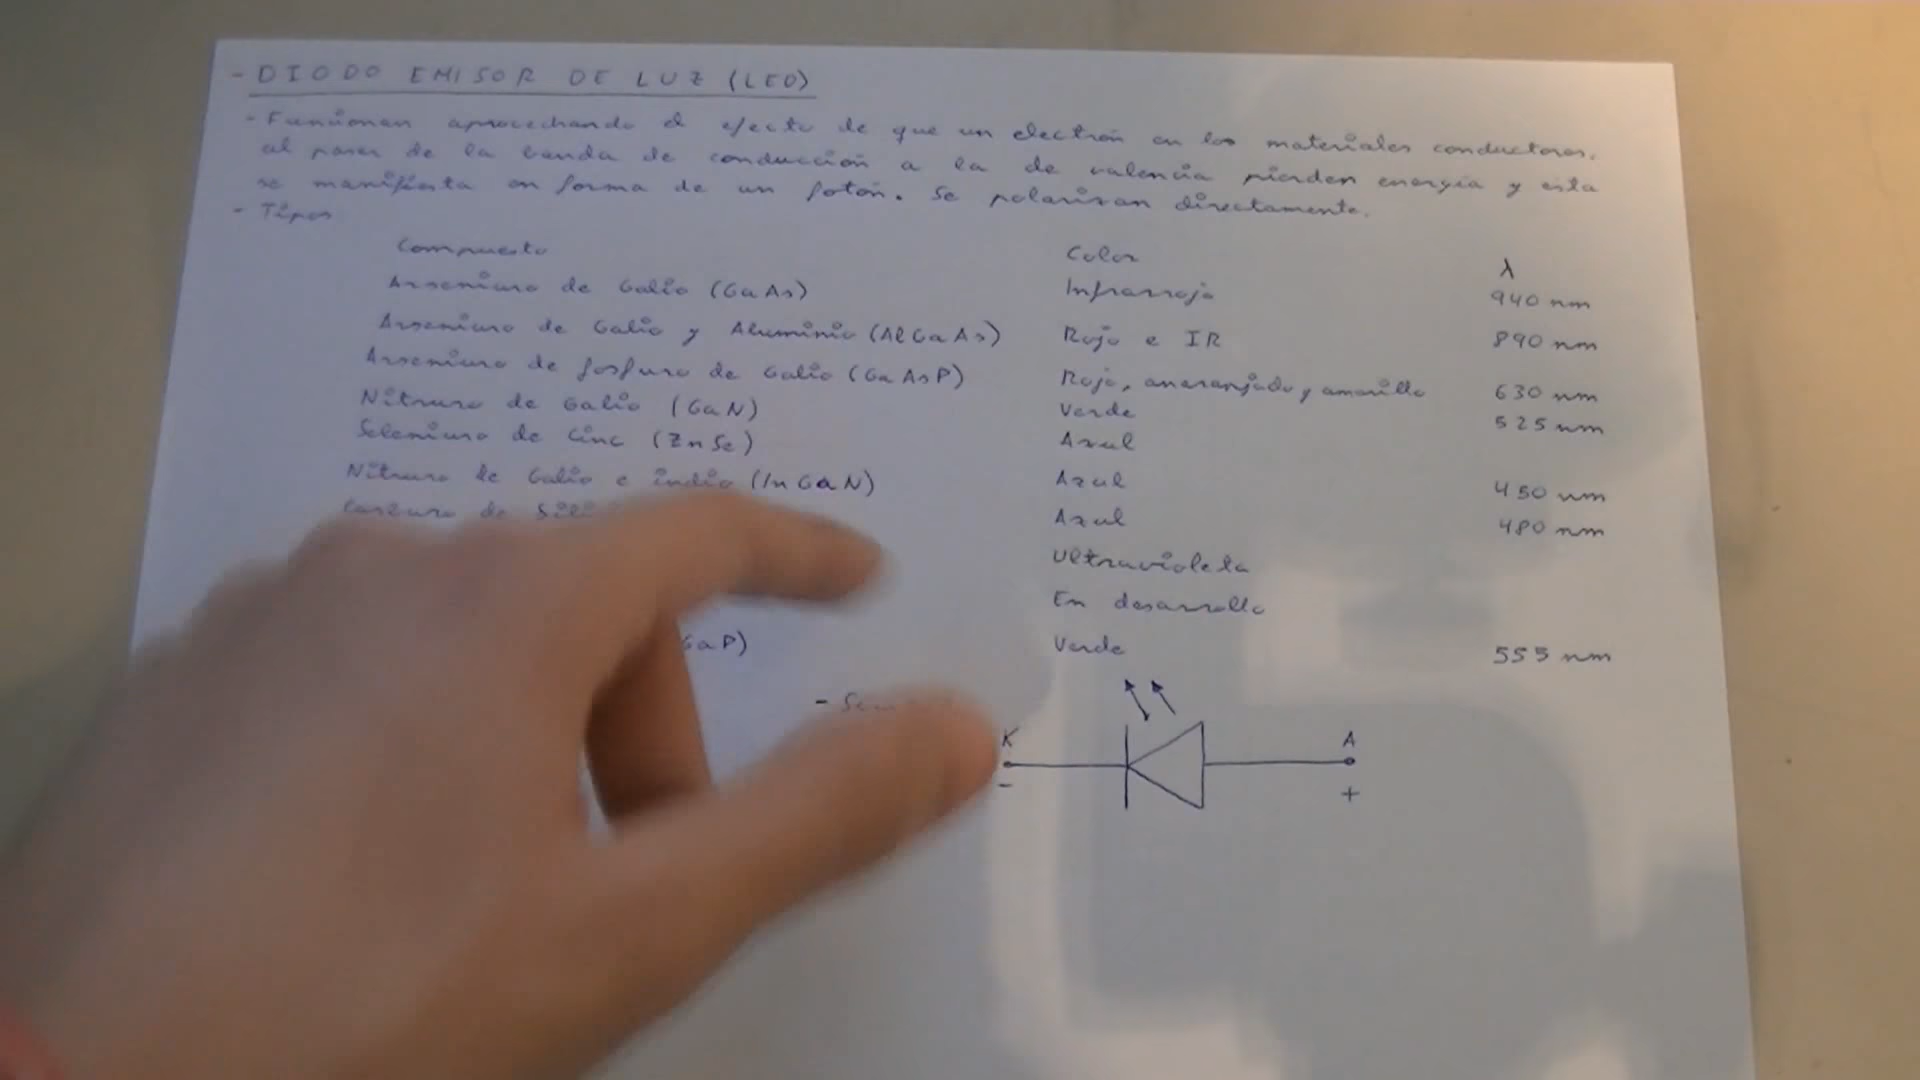 - DIODO EMISOR DE LUZ (LED)
- Funcionan aprovechando el efecto de que un electrón en los materiales conductores,
al pasar de la banda de conducción a la de valencia pierden energía y esta
se manifiesta en forma de un fotón. Se polarizan directamente.
- Tipos
Compuesto Color λ
Arseniuro de Galio (GaAs) Infrarrojo 940 nm
Arseniuro de Galio y Aluminio (AlGaAs) Rojo e IR 890 nm
Arseniuro de fosfuro de Galio (GaAsP) Rojo, anaranjado y amarillo 630 nm
Nitruro de Galio (GaN) Verde 525 nm
Seleniuro de Cinc (ZnSe) Azul
Nitruro de Galio e indio (InGaN) Azul 450 nm
Carburo de Azul 480 nm
Ultravioleta
En desarrollo
GaP) Verde 555 nm
-
K A
- +